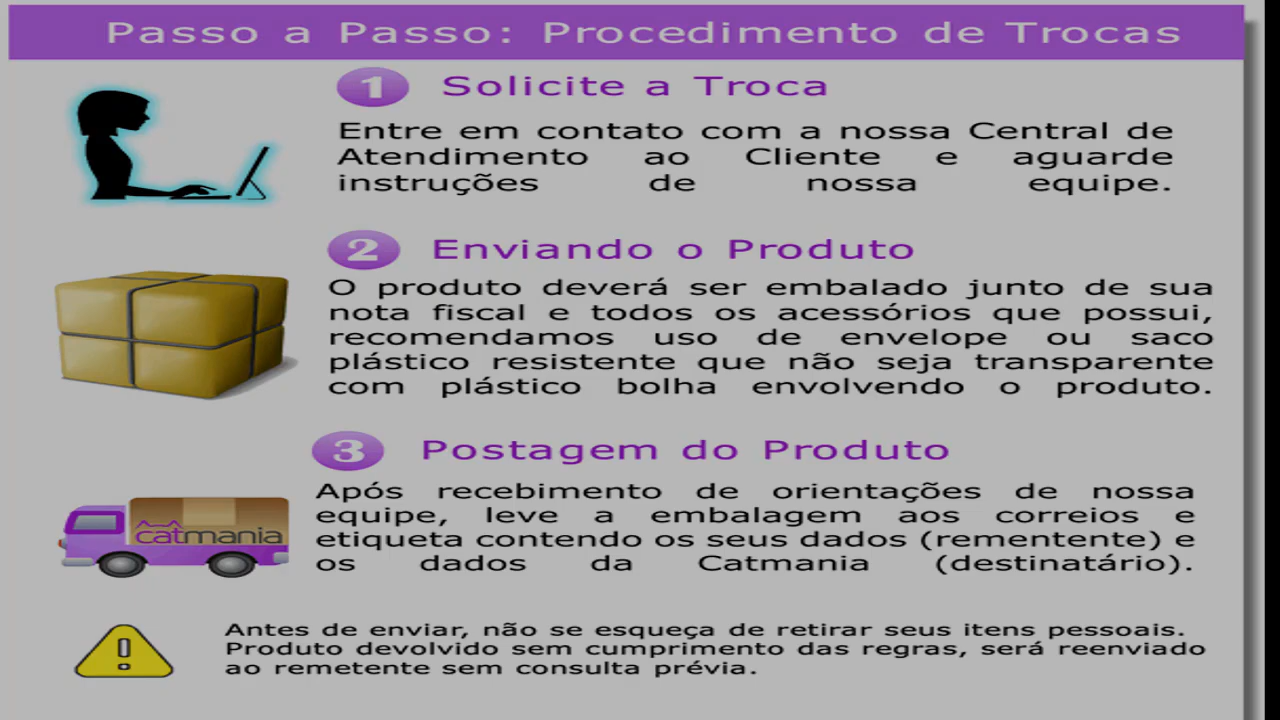 Passo a Passo: Procedimento de Trocas
1 Solicite a Troca
Entre em contato com a nossa Central de
Atendimento ao Cliente e aguarde
instruções de nossa equipe.
2 Enviando o Produto
O produto deverá ser embalado junto de sua
nota fiscal e todos os acessórios que possui,
recomendamos uso de envelope ou saco
plástico resistente que não seja transparente
com plástico bolha envolvendo o produto.
3 Postagem do Produto
Após recebimento de orientações de nossa
equipe, leve a embalagem aos correios e
etiqueta contendo os seus dados (rementente) e
os dados da Catmania (destinatário).
catmania
Antes de enviar, não se esqueça de retirar seus itens pessoais.
Produto devolvido sem cumprimento das regras, será reenviado
ao remetente sem consulta prévia.